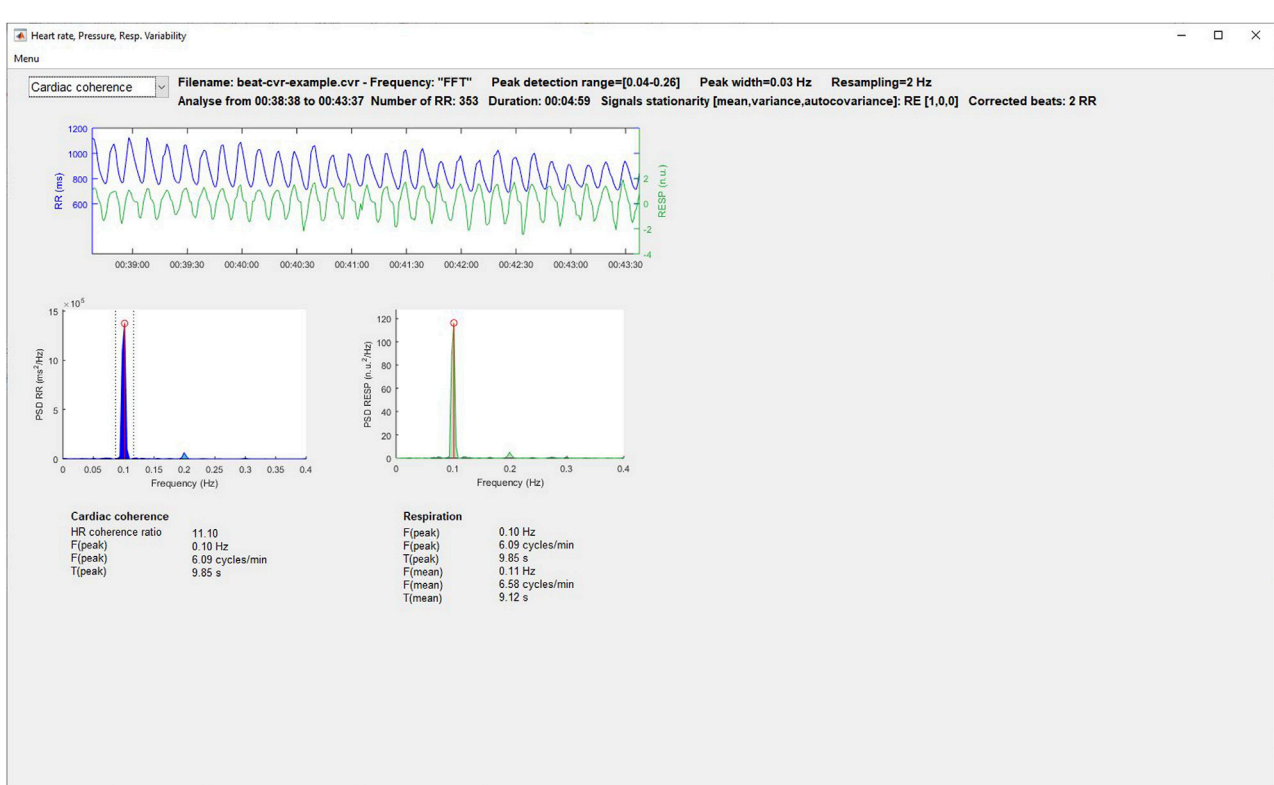 Heart rate, Pressure, Resp. Variability
Menu
Cardiac coherence
Filename: beat-cvr-example.cvr - Frequency: "FFT" Peak detection range=[0.04-0.26] Peak width=0.03 Hz Resampling=2 Hz
Analyse from 00:38:38 to 00:43:37 Number of RR: 353 Duration: 00:04:59 Signals stationarity [mean,variance,autocovariance]: RE [1,0,0] Corrected beats: 2 RR
1200
1000
800
600
RR (ms)
2
0
-2
-4
RESP (n.u.)
00:39:00 00:39:30 00:40:00 00:40:30 00:41:00 00:41:30 00:42:00 00:42:30 00:43:00 00:43:30
×10⁵
15
10
5
0
PSD RR (ms²/Hz)
0 0.05 0.1 0.15 0.2 0.25 0.3 0.35 0.4
Frequency (Hz)
120
100
80
60
40
20
0
PSD RESP (n.u.²/Hz)
0 0.1 0.2 0.3 0.4
Frequency (Hz)
Cardiac coherence
HR coherence ratio 11.10
F(peak) 0.10 Hz
F(peak) 6.09 cycles/min
T(peak) 9.85 s
Respiration
F(peak) 0.10 Hz
F(peak) 6.09 cycles/min
T(peak) 9.85 s
F(mean) 0.11 Hz
F(mean) 6.58 cycles/min
T(mean) 9.12 s